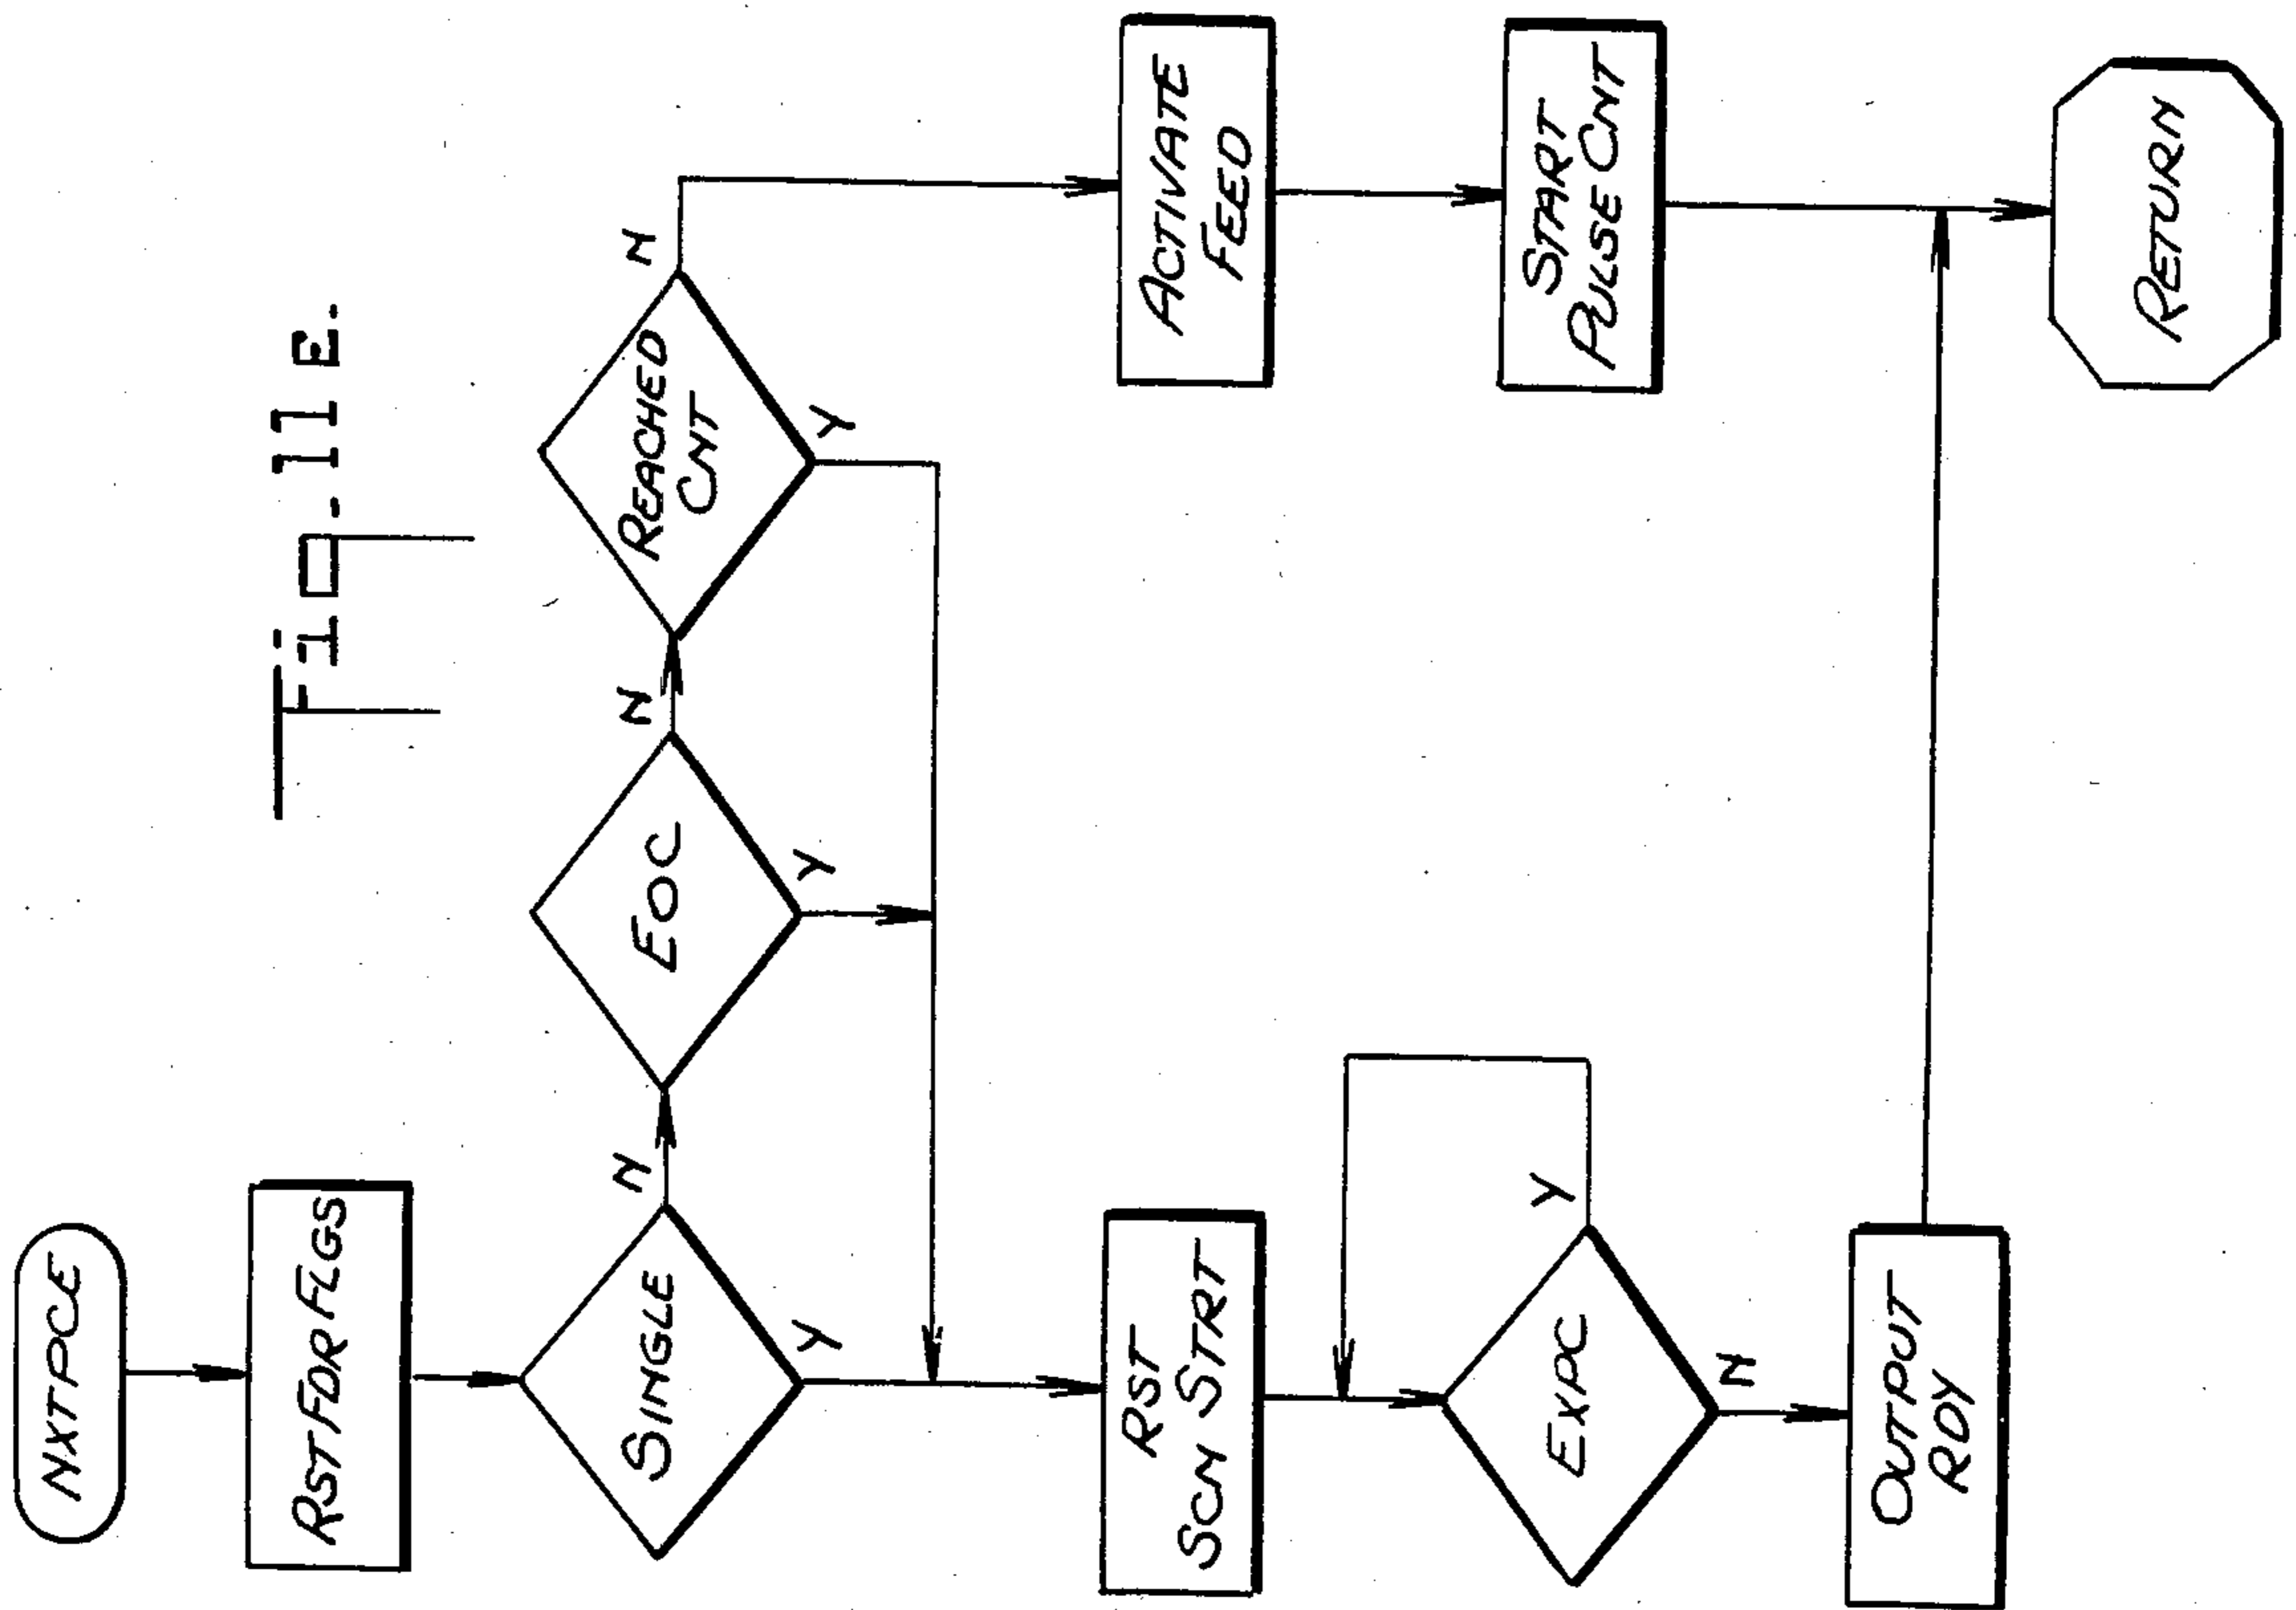 Fig. 11E.
NXTPCE
RST FDR FLGS
SINGLE
N
Y
EOC
N
Y
REACHED
CNT
N
Y
RST
SCN STRT
EXPC
Y
N
OUTPUT
RDY
ACTIVATE
FEED
START
PULSE CNT
RETURN